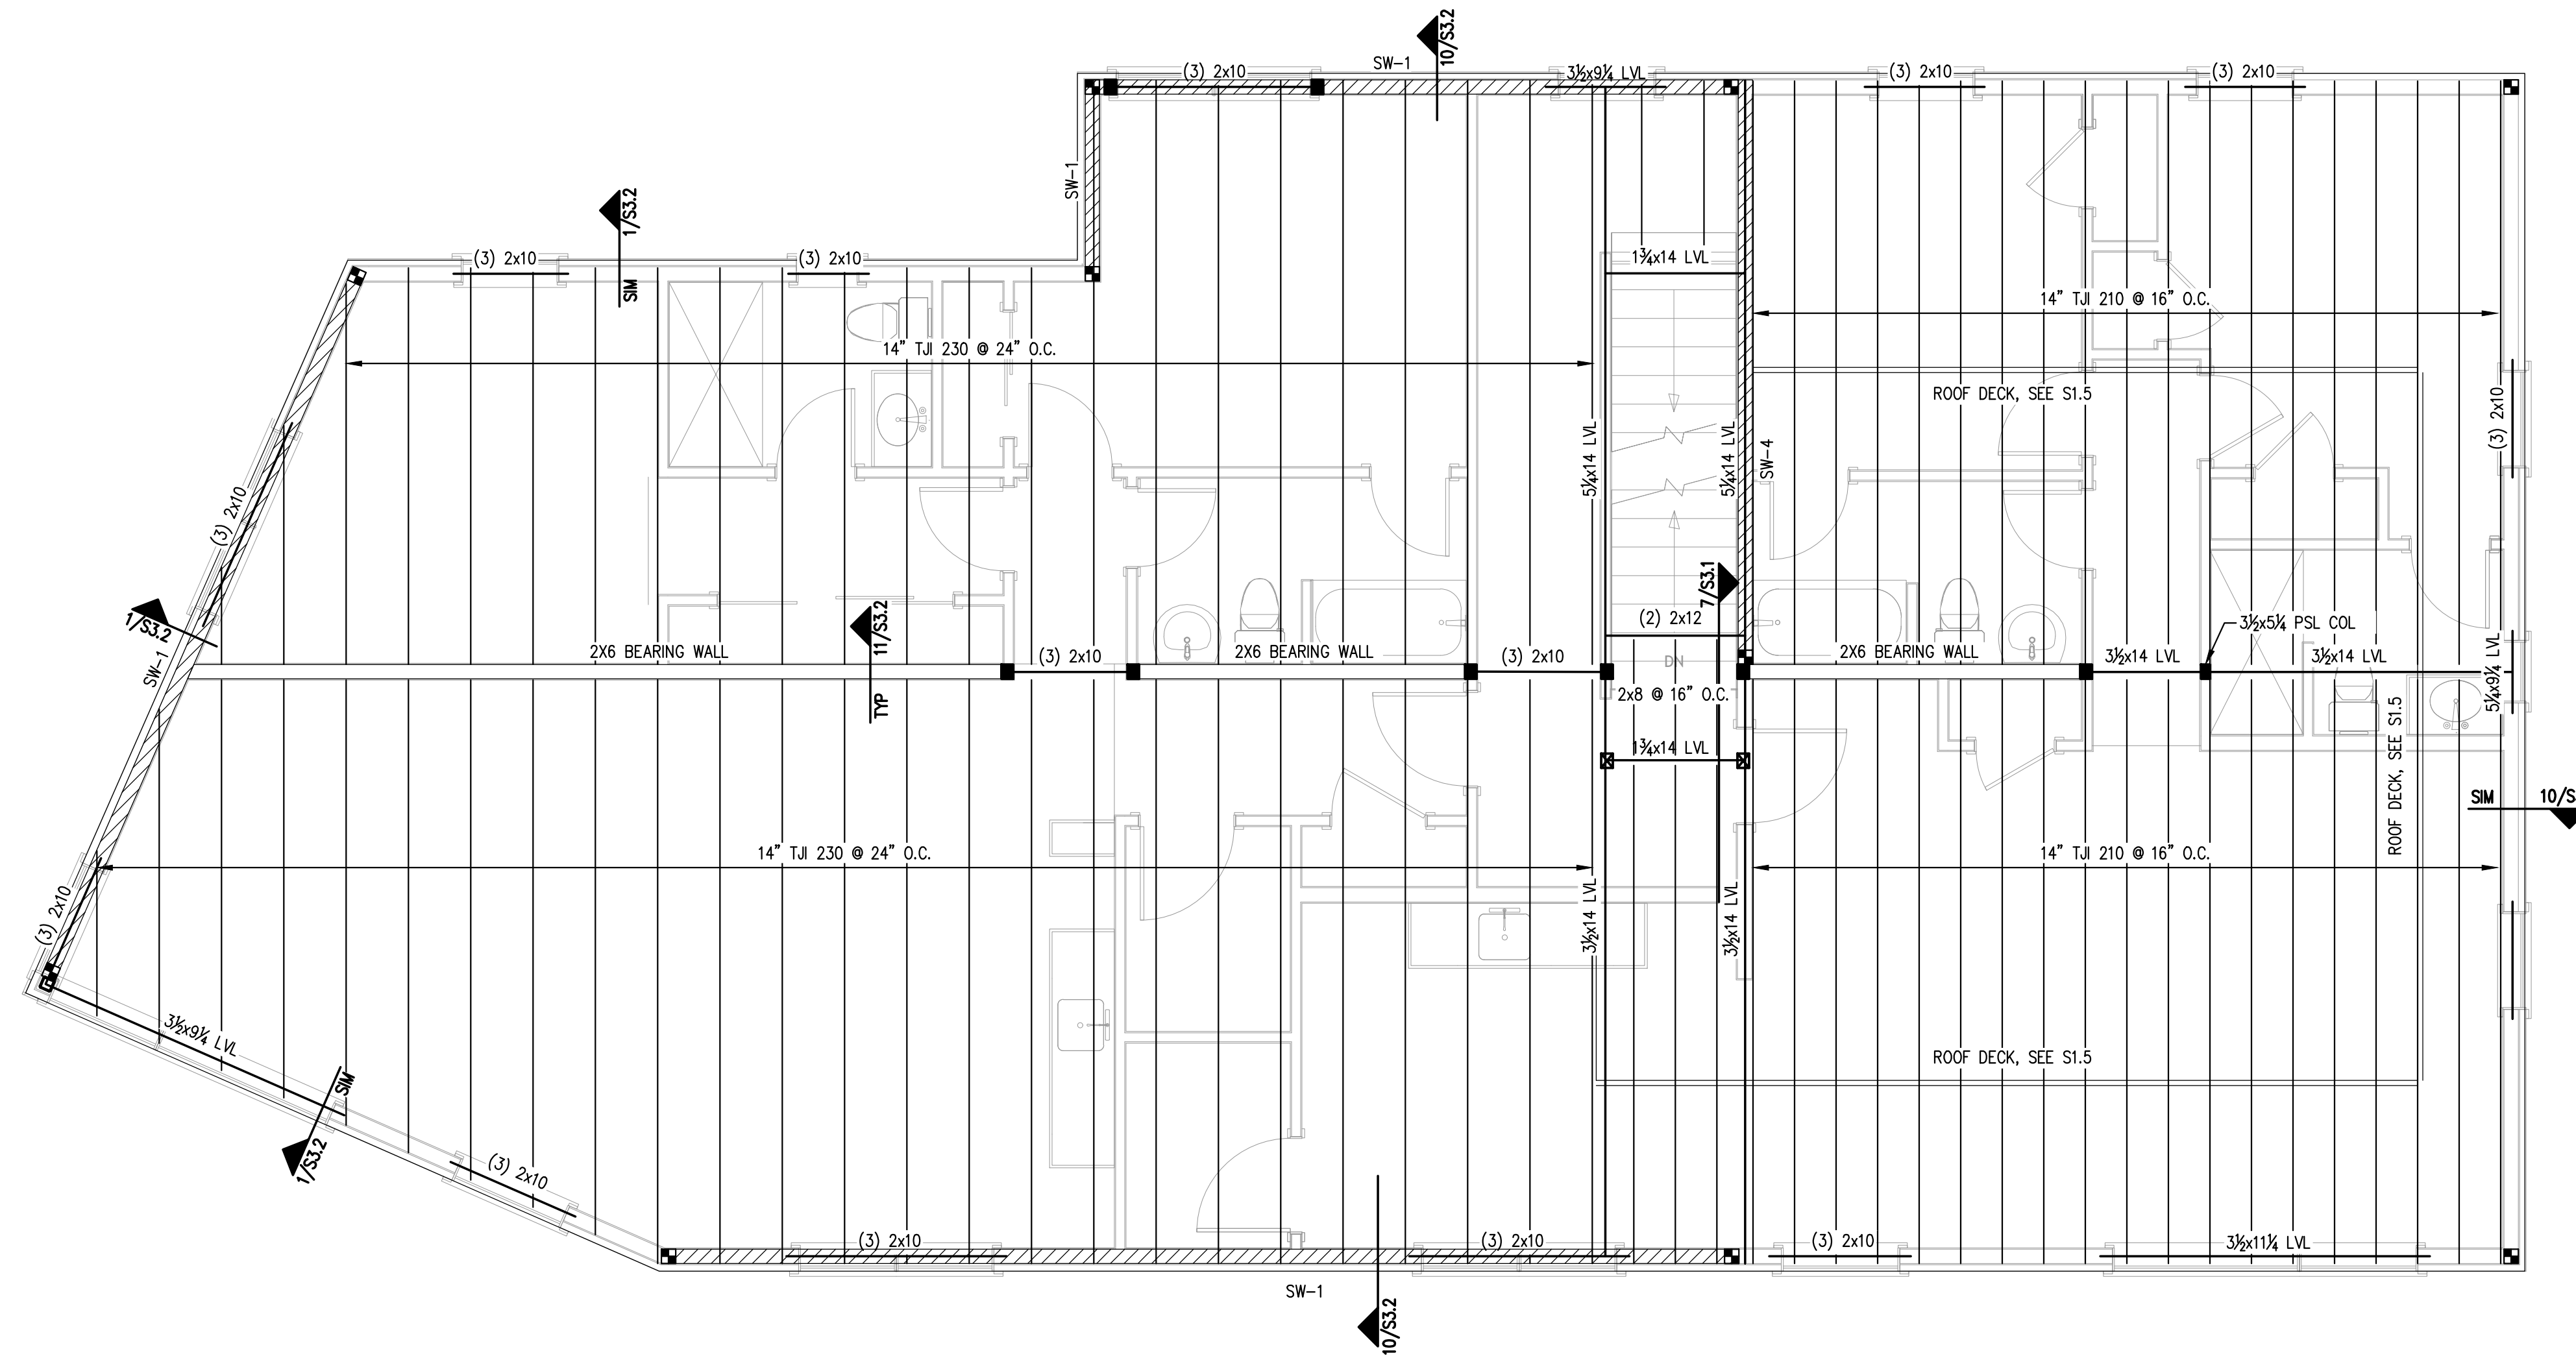 10/S3.2
SW-1
(3) 2x10
3½x9¼ LVL
(3) 2x10
(3) 2x10
SW-1
1/S3.2
SIM
(3) 2x10
(3) 2x10
1¾x14 LVL
14" TJI 210 @ 16" O.C.
14" TJI 230 @ 24" O.C.
ROOF DECK, SEE S1.5
(3) 2x10
5¼x14 LVL
5¼x14 LVL
SW-4
(3) 2x10
7/S3.1
1/S3.2
SW-1
11/S3.2
TYP
(2) 2x12
3½x5¼ PSL COL
2X6 BEARING WALL
(3) 2x10
2X6 BEARING WALL
(3) 2x10
DN
2X6 BEARING WALL
3½x14 LVL
3½x14 LVL
5¼x9¼ LVL
2x8 @ 16" O.C.
1¾x14 LVL
ROOF DECK, SEE S1.5
SIM
10/S
14" TJI 230 @ 24" O.C.
14" TJI 210 @ 16" O.C.
(3) 2x10
3½x14 LVL
3½x14 LVL
3½x9¼ LVL
SIM
1/S3.2
ROOF DECK, SEE S1.5
(3) 2x10
(3) 2x10
(3) 2x10
(3) 2x10
3½x11¼ LVL
SW-1
10/S3.2